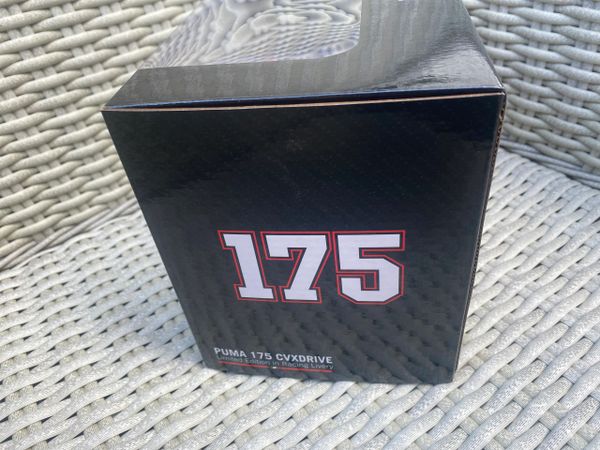 175
PUMA 175 CVXDRIVE
Limited Edition in Racing Livery